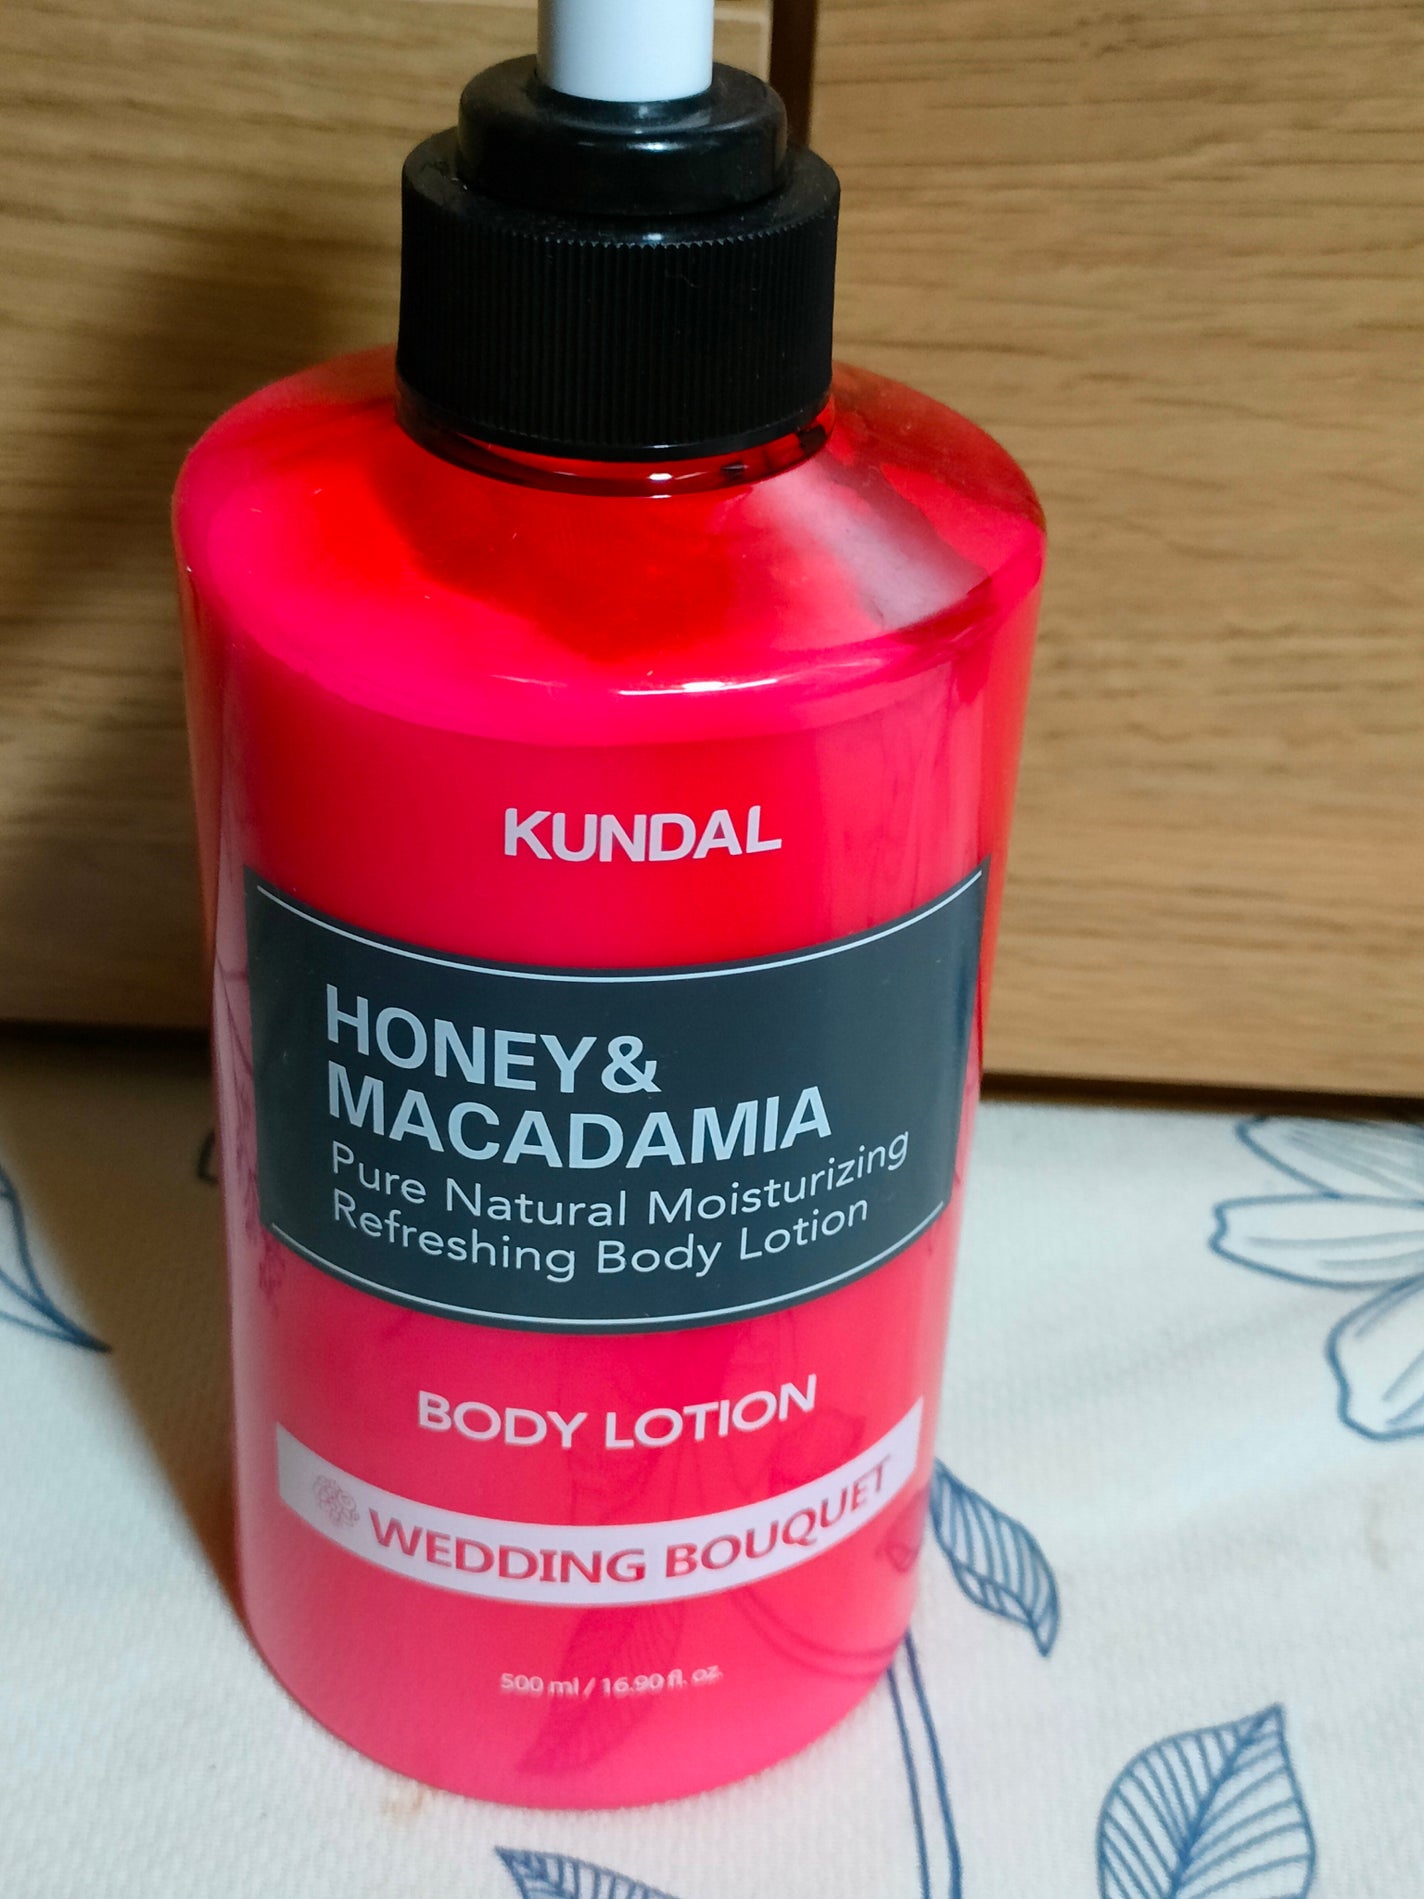 KUNDAL
HONEY&
MACADAMIA
Pure Natural Moisturizing
Refreshing Body Lotion
BODY LOTION
WEDDING BOUQUET
500 ml / 16.90 fl. oz.